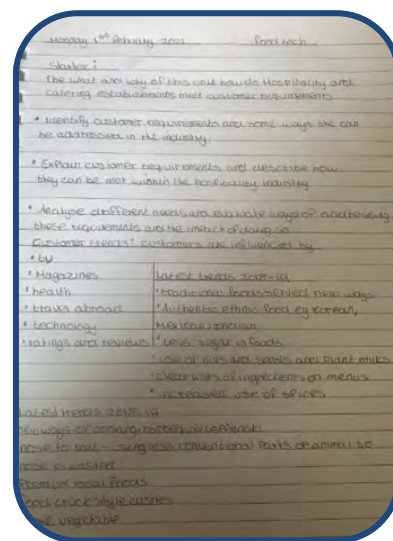 Monday 1st February 2021 Food tech
Starter:
The what and why of this unit how do Hospitality and
catering establishments meet customer requirements
• Identify customer requirements and some ways the can
be addressed in the industry
• Explain customer requirements and describe how
they can be met within the hospitality industry
• Analyse different needs and evaluate ways of addressing
these requirements and the impact of doing so
Customer trends: customers are influenced by
• tv
• Magazines
• health
• travel abroad
• technology
• ratings and reviews
Latest trends 2018-19
• traditional foods served new ways
• Authentic ethnic food eg korean,
Mexican, indian
• Less sugar in foods
• use of and and Plant milks
• Clear lists of ingredients on menus
• increased use of spices
Latest trends 2018-19
new ways of cooking
nose to tail - using less conventional Parts of animal so
none is wasted
Premium local foods
Food truck style
vegetable